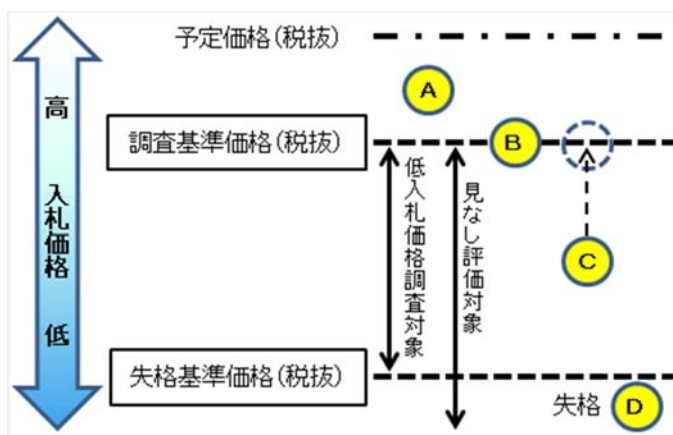 予定価格(税抜)
高
入札価格
低
A
調査基準価格(税抜)
B
低入札価格調査対象
見なし評価対象
C
失格基準価格(税抜)
失格
D